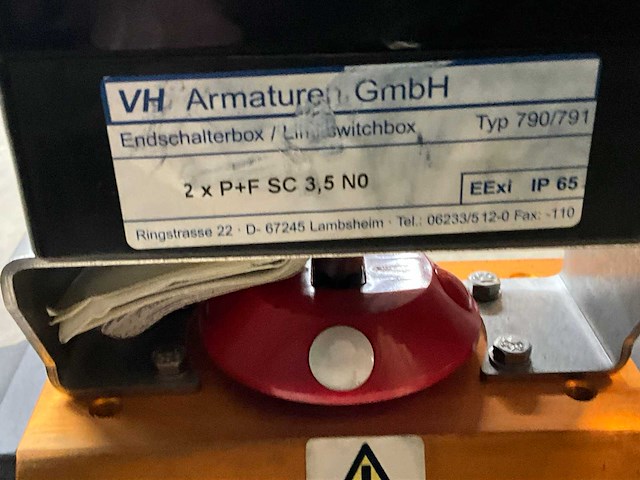 VH Armaturen GmbH
Endschalterbox / Limitswitchbox Typ 790/791
2 x P+F SC 3,5 N0
EExi IP 65
Ringstrasse 22 · D- 67245 Lambsheim · Tel.: 06233/512-0 Fax: -110